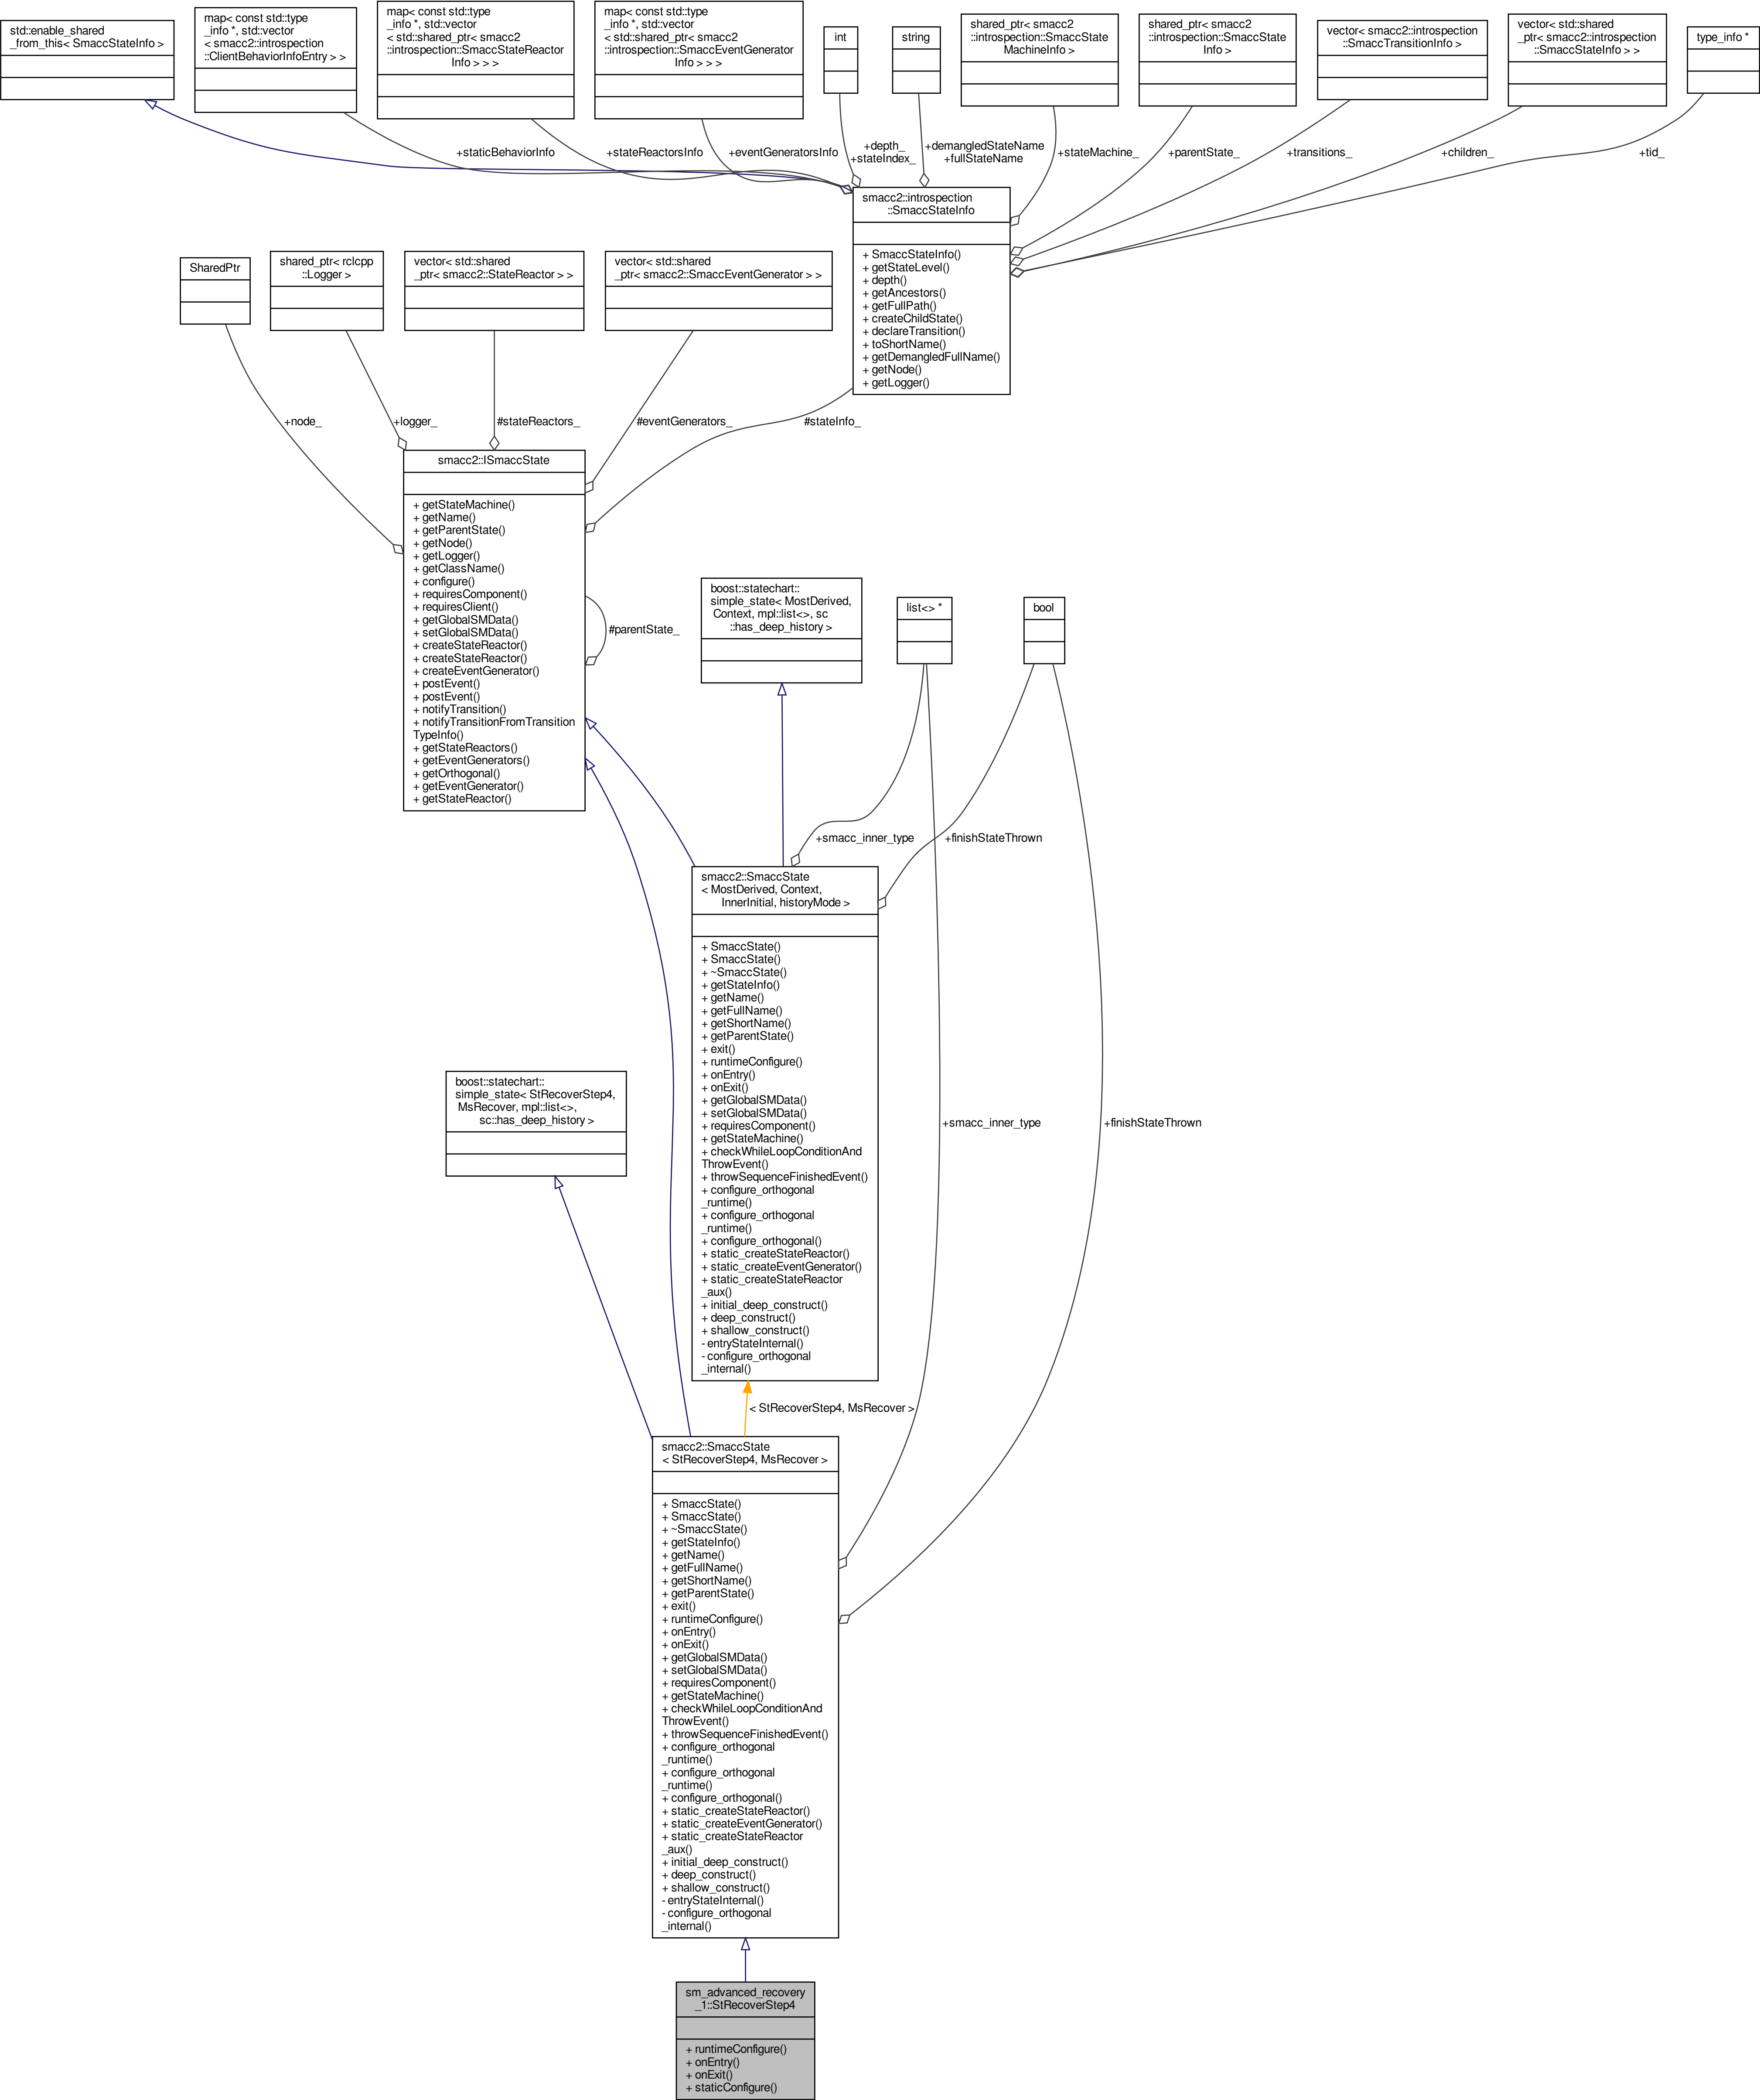 std::enable_shared
_from_this< SmaccStateInfo >
map< const std::type
_info *, std::vector
< smacc2::introspection
::ClientBehaviorInfoEntry > >
map< const std::type
_info *, std::vector
< std::shared_ptr< smacc2
::introspection::SmaccStateReactor
Info > > >
map< const std::type
_info *, std::vector
< std::shared_ptr< smacc2
::introspection::SmaccEventGenerator
Info > > >
int
string
shared_ptr< smacc2
::introspection::SmaccState
MachineInfo >
shared_ptr< smacc2
::introspection::SmaccState
Info >
vector< smacc2::introspection
::SmaccTransitionInfo >
vector< std::shared
_ptr< smacc2::introspection
::SmaccStateInfo > >
type_info *
+staticBehaviorInfo
+stateReactorsInfo
+eventGeneratorsInfo
+depth_
+stateIndex_
+demangledStateName
+fullStateName
+stateMachine_
+parentState_
+transitions_
+children_
+tid_
smacc2::introspection
::SmaccStateInfo
+ SmaccStateInfo()
+ getStateLevel()
+ depth()
+ getAncestors()
+ getFullPath()
+ createChildState()
+ declareTransition()
+ toShortName()
+ getDemangledFullName()
+ getNode()
+ getLogger()
SharedPtr
shared_ptr< rclcpp
::Logger >
vector< std::shared
_ptr< smacc2::StateReactor > >
vector< std::shared
_ptr< smacc2::SmaccEventGenerator > >
+node_
+logger_
#stateReactors_
#eventGenerators_
#stateInfo_
smacc2::ISmaccState
+ getStateMachine()
+ getName()
+ getParentState()
+ getNode()
+ getLogger()
+ getClassName()
+ configure()
+ requiresComponent()
+ requiresClient()
+ getGlobalSMData()
+ setGlobalSMData()
+ createStateReactor()
+ createStateReactor()
+ createEventGenerator()
+ postEvent()
+ postEvent()
+ notifyTransition()
+ notifyTransitionFromTransition
TypeInfo()
+ getStateReactors()
+ getEventGenerators()
+ getOrthogonal()
+ getEventGenerator()
+ getStateReactor()
#parentState_
boost::statechart::
simple_state< MostDerived,
Context, mpl::list<>, sc
::has_deep_history >
list<> *
bool
+smacc_inner_type
+finishStateThrown
smacc2::SmaccState
< MostDerived, Context,
InnerInitial, historyMode >
+ SmaccState()
+ SmaccState()
+ ~SmaccState()
+ getStateInfo()
+ getName()
+ getFullName()
+ getShortName()
+ getParentState()
+ exit()
+ runtimeConfigure()
+ onEntry()
+ onExit()
+ getGlobalSMData()
+ setGlobalSMData()
+ requiresComponent()
+ getStateMachine()
+ checkWhileLoopConditionAnd
ThrowEvent()
+ throwSequenceFinishedEvent()
+ configure_orthogonal
_runtime()
+ configure_orthogonal
_runtime()
+ configure_orthogonal()
+ static_createStateReactor()
+ static_createEventGenerator()
+ static_createStateReactor
_aux()
+ initial_deep_construct()
+ deep_construct()
+ shallow_construct()
- entryStateInternal()
- configure_orthogonal
_internal()
boost::statechart::
simple_state< StRecoverStep4,
MsRecover, mpl::list<>,
sc::has_deep_history >
+smacc_inner_type
+finishStateThrown
< StRecoverStep4, MsRecover >
smacc2::SmaccState
< StRecoverStep4, MsRecover >
+ SmaccState()
+ SmaccState()
+ ~SmaccState()
+ getStateInfo()
+ getName()
+ getFullName()
+ getShortName()
+ getParentState()
+ exit()
+ runtimeConfigure()
+ onEntry()
+ onExit()
+ getGlobalSMData()
+ setGlobalSMData()
+ requiresComponent()
+ getStateMachine()
+ checkWhileLoopConditionAnd
ThrowEvent()
+ throwSequenceFinishedEvent()
+ configure_orthogonal
_runtime()
+ configure_orthogonal
_runtime()
+ configure_orthogonal()
+ static_createStateReactor()
+ static_createEventGenerator()
+ static_createStateReactor
_aux()
+ initial_deep_construct()
+ deep_construct()
+ shallow_construct()
- entryStateInternal()
- configure_orthogonal
_internal()
sm_advanced_recovery
_1::StRecoverStep4
+ runtimeConfigure()
+ onEntry()
+ onExit()
+ staticConfigure()